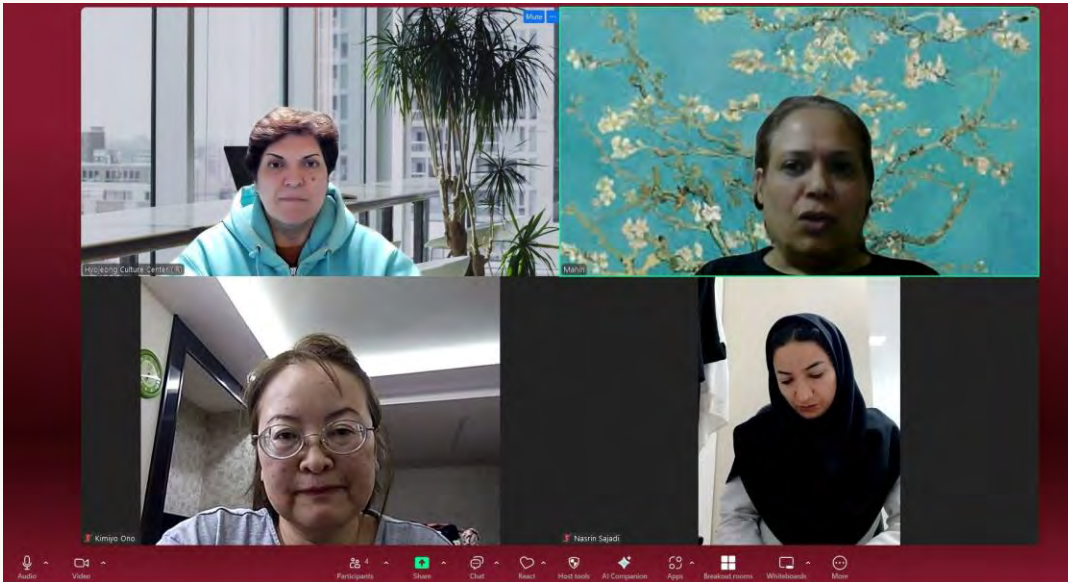 Mute
Hyojeong Culture Center
Mahin
Kimiyo Ono
Nasrin Sajadi
4
Audio
Video
Participants
Share
Chat
React
Host tools
AI Companion
Apps
Breakout rooms
Whiteboards
More